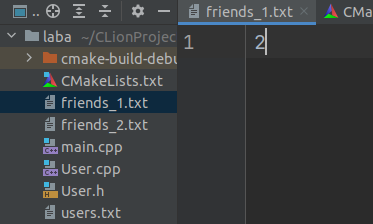 ..
friends_1.txt
CM
laba ~/CLionProjec
cmake-build-debu
CMakeLists.txt
friends_1.txt
friends_2.txt
main.cpp
User.cpp
User.h
users.txt
1
2